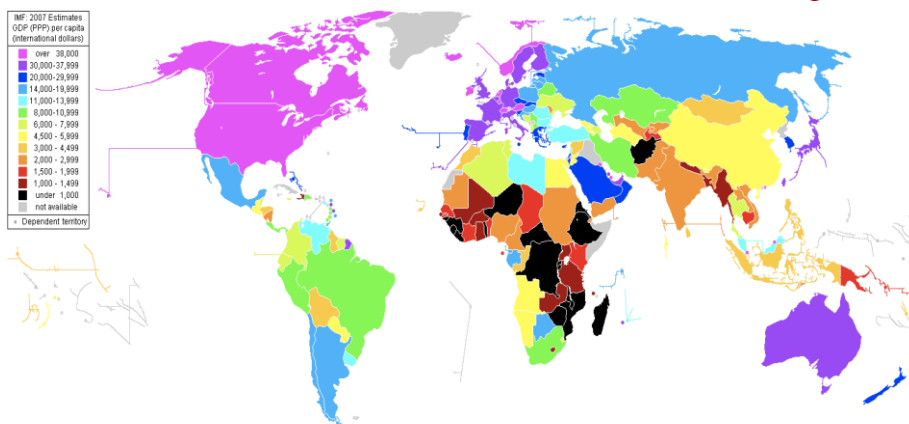 IMF: 2007 Estimates
GDP (PPP) per capita
(international dollars)
over 38,000
30,000-37,999
20,000-29,999
14,000-19,999
11,000-13,999
8,000-10,999
6,000 - 7,999
4,500 - 5,999
3,000 - 4,499
2,000 - 2,999
1,500 - 1,999
1,000 - 1,499
under 1,000
not available
Dependent territory